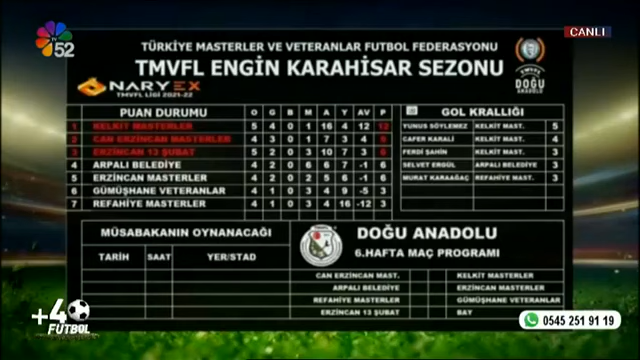 TV
52
CANLI
TÜRKİYE MASTERLER VE VETERANLAR FUTBOL FEDERASYONU
TMVFL ENGİN KARAHİSAR SEZONU
NARYEX
TMVFL LİGİ 2021-22
TMVFL
DOĞU
ANADOLU
PUAN DURUMU O G B M A Y AV P
1 KELKİT MASTERLER 5 4 0 1 16 4 12 12
2 CAN ERZİNCAN MASTERLER 4 3 0 1 7 3 4 9
3 ERZİNCAN 13 ŞUBAT 5 2 0 3 10 7 3 6
4 ARPALI BELEDİYE 4 2 0 2 6 7 -1 6
5 ERZİNCAN MASTERLER 4 2 0 2 5 6 -1 6
6 GÜMÜŞHANE VETERANLAR 4 1 0 3 4 9 -5 3
7 REFAHİYE MASTERLER 4 1 0 3 4 16 -12 3
GOL KRALLIĞI
YUNUS SÖYLEMEZ KELKİT MAST. 5
CAFER KARALİ KELKİT MAST. 4
FERDİ ŞAHİN KELKİT MAST. 3
SELVET ERGÜL ARPALI BELEDİYE 3
MURAT KARAAĞAÇ REFAHİYE MAST. 3
MÜSABAKANIN OYNANACAĞI
TARİH SAAT YER/STAD
DOĞU ANADOLU
6.HAFTA MAÇ PROGRAMI
CAN ERZİNCAN MAST. KELKİT MASTERLER
ARPALI BELEDİYE ERZİNCAN MASTERLER
REFAHİYE MASTERLER GÜMÜŞHANE VETERANLAR
ERZİNCAN 13 ŞUBAT BAY
+40
FUTBOL
0545 251 91 19